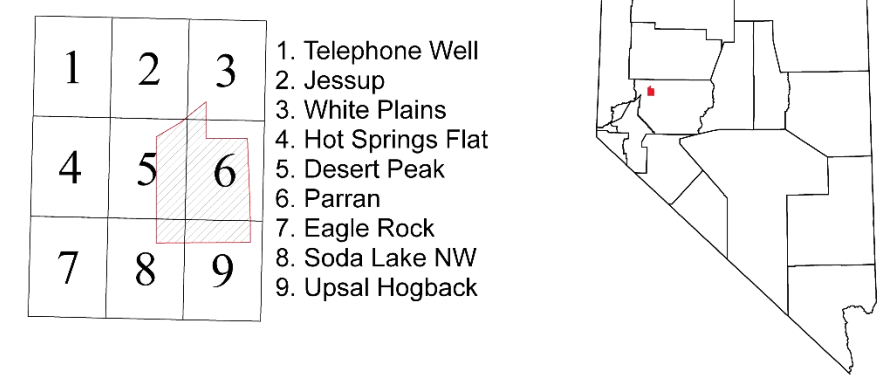 1 2 3
4 5 6
7 8 9
1. Telephone Well
2. Jessup
3. White Plains
4. Hot Springs Flat
5. Desert Peak
6. Parran
7. Eagle Rock
8. Soda Lake NW
9. Upsal Hogback